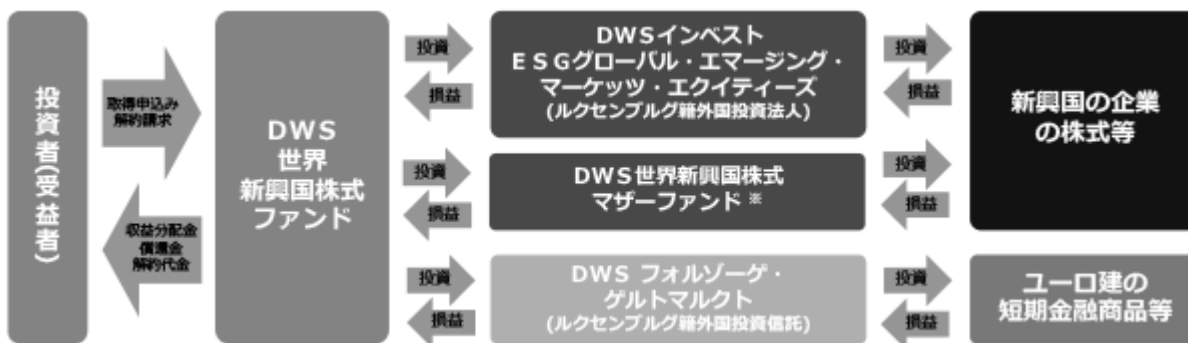 投資者(受益者)
取得申込み
解約請求
収益分配金
償還金
解約代金
DWS
世界
新興国株式
ファンド
投資
損益
DWSインベスト
ESGグローバル・エマージング・
マーケッツ・エクイティーズ
(ルクセンブルグ籍外国投資法人)
投資
損益
新興国の企業
の株式等
投資
損益
DWS世界新興国株式
マザーファンド※
投資
損益
投資
損益
DWS フォルゾーゲ・
ゲルトマルクト
(ルクセンブルグ籍外国投資信託)
投資
損益
ユーロ建の
短期金融商品等